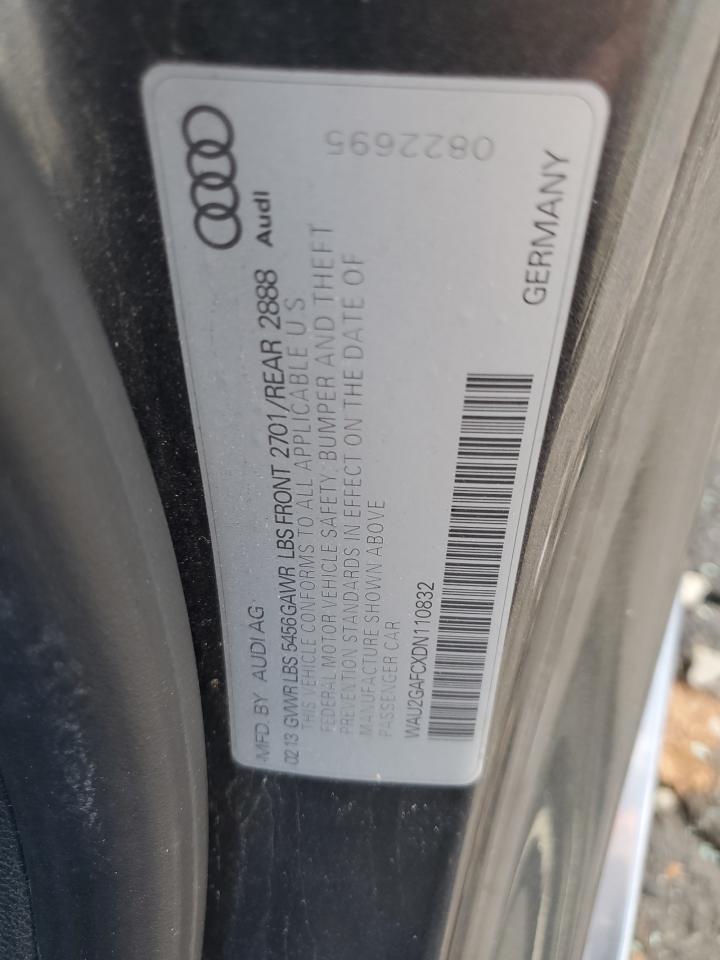 MFD. BY AUDI AG
Audi
02 13 GVWR LBS 5456 GAWR LBS FRONT 2701/REAR 2888
THIS VEHICLE CONFORMS TO ALL APPLICABLE U S
FEDERAL MOTOR VEHICLE SAFETY, BUMPER AND THEFT
PREVENTION STANDARDS IN EFFECT ON THE DATE OF
MANUFACTURE SHOWN ABOVE
PASSENGER CAR
0822695
WAU2GAFCXDN110832
GERMANY